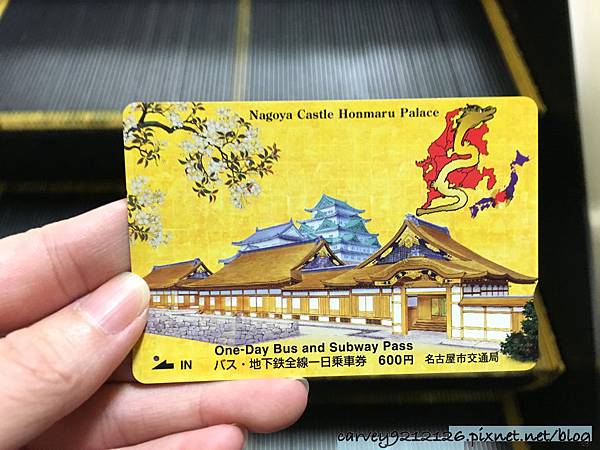 Nagoya Castle Honmaru Palace
One-Day Bus and Subway Pass
IN バス・地下鉄全線一日乗車券 600円 名古屋市交通局
carvey9212126.pixnet.net/blog